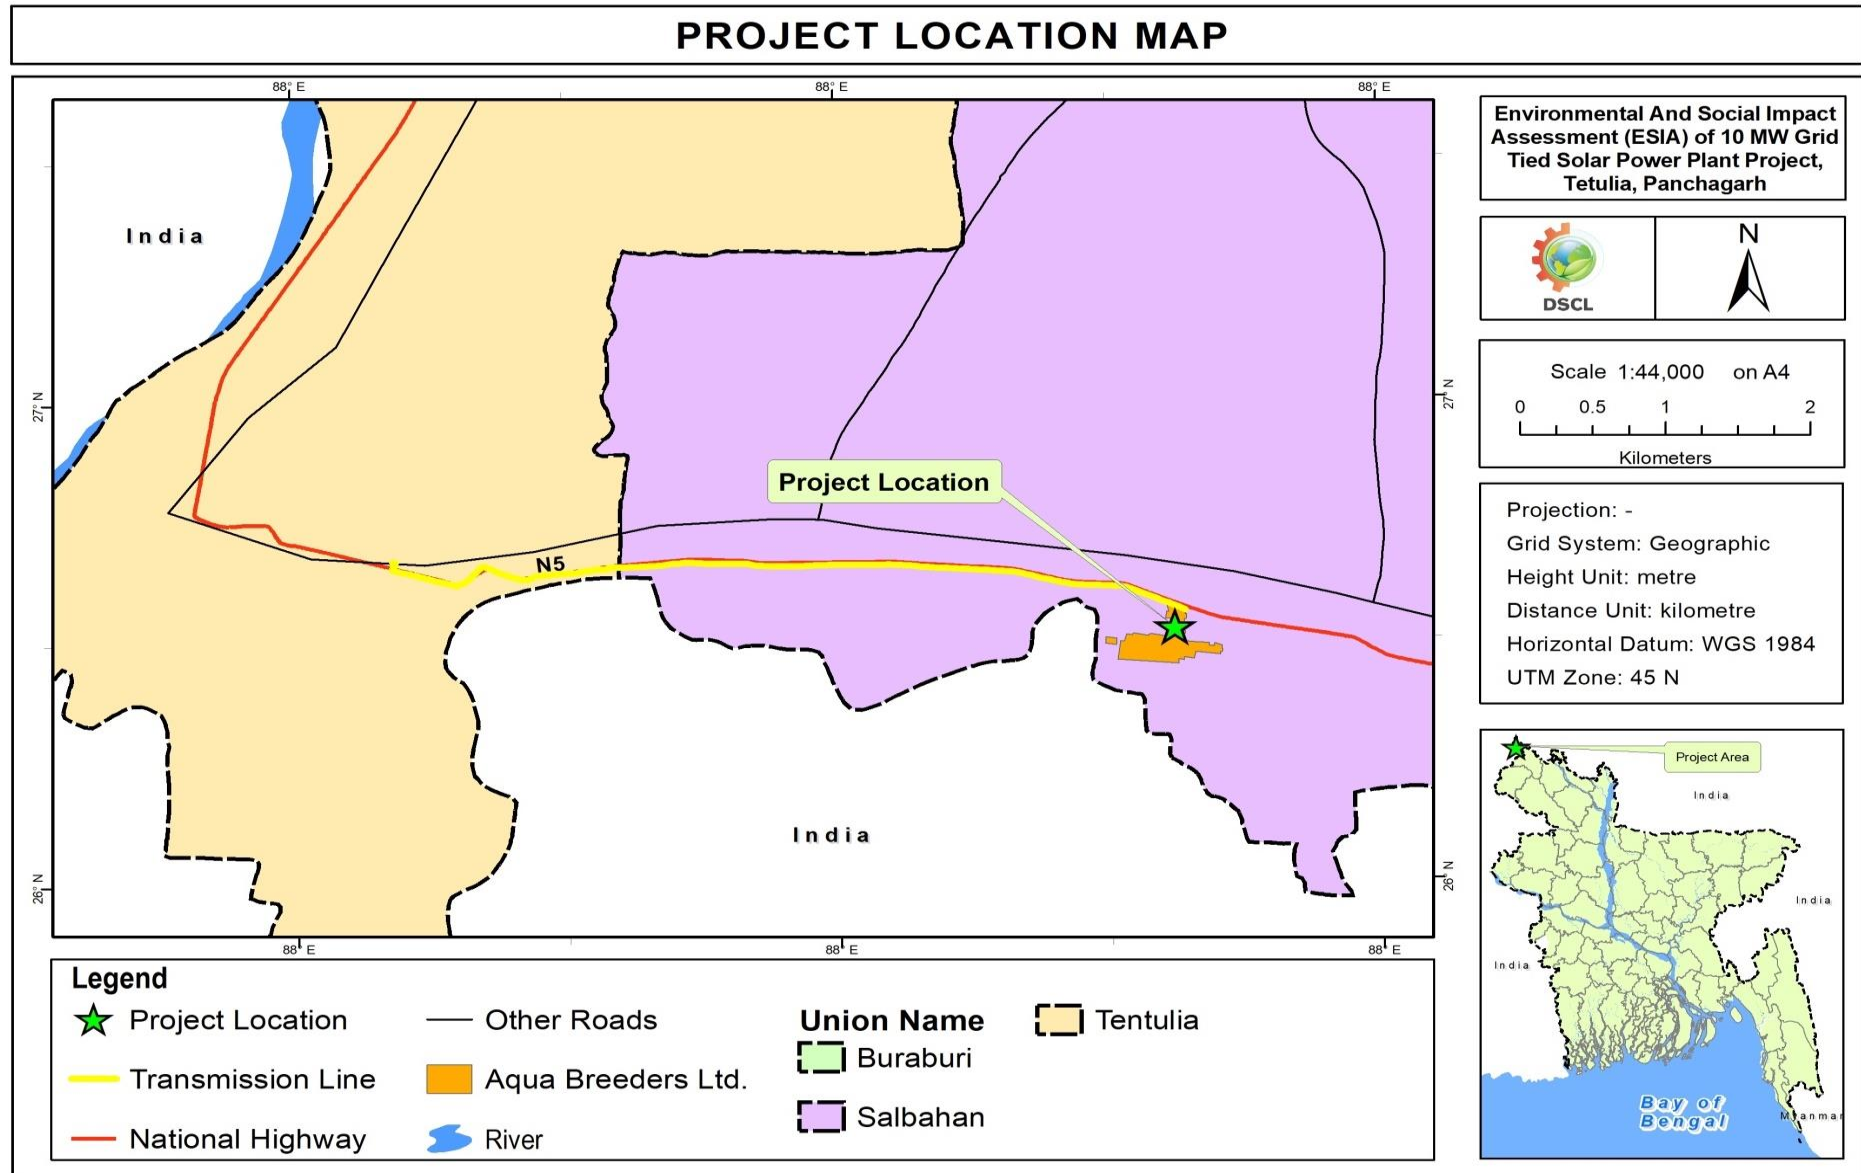 PROJECT LOCATION MAP
88° E
88° E
88° E
India
27° N
27° N
Project Location
N5
India
26° N
26° N
88° E
88° E
88° E
Environmental And Social Impact
Assessment (ESIA) of 10 MW Grid
Tied Solar Power Plant Project,
Tetulia, Panchagarh
DSCL
N
Scale 1:44,000 on A4
0 0.5 1 2
Kilometers
Projection: -
Grid System: Geographic
Height Unit: metre
Distance Unit: kilometre
Horizontal Datum: WGS 1984
UTM Zone: 45 N
Project Area
India
India
India
Bay of
Bengal
Myanmar
Legend
Project Location
Transmission Line
National Highway
Other Roads
Aqua Breeders Ltd.
River
Union Name
Buraburi
Salbahan
Tentulia